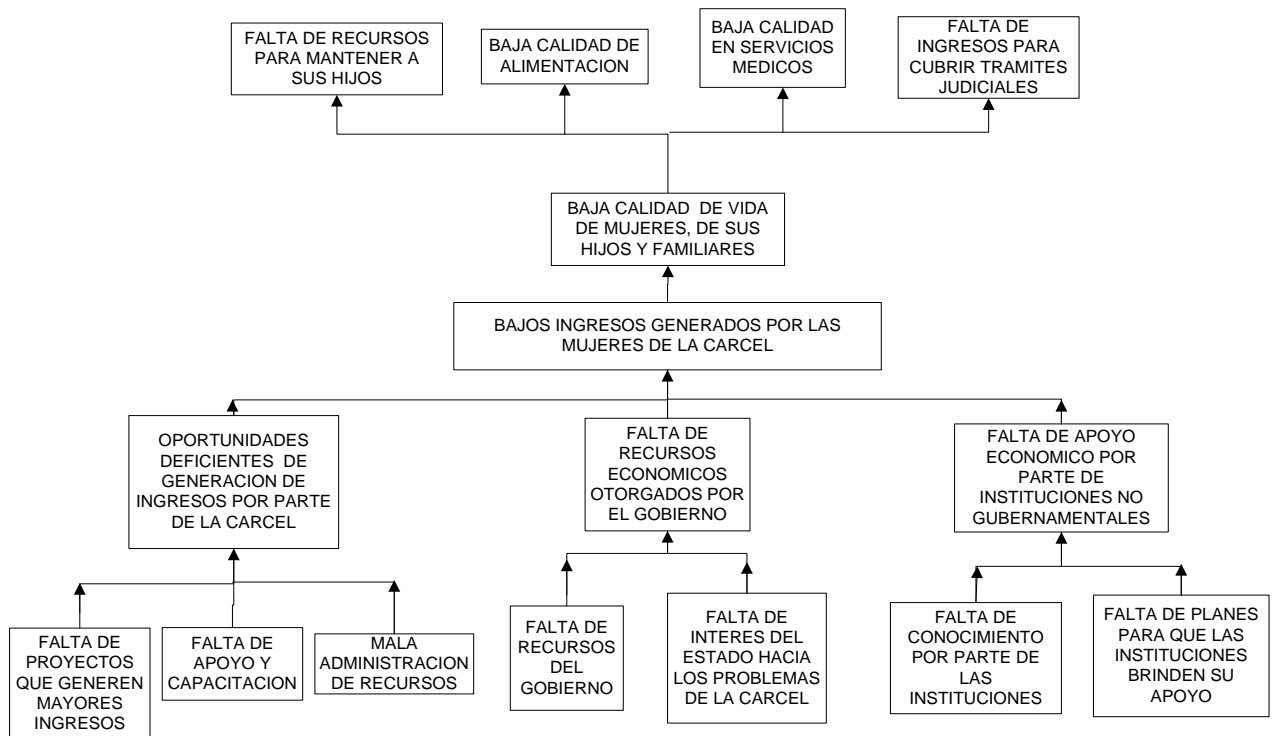 FALTA DE RECURSOS
PARA MANTENER A
SUS HIJOS
BAJA CALIDAD DE
ALIMENTACION
BAJA CALIDAD
EN SERVICIOS
MEDICOS
FALTA DE
INGRESOS PARA
CUBRIR TRAMITES
JUDICIALES
BAJA CALIDAD DE VIDA
DE MUJERES, DE SUS
HIJOS Y FAMILIARES
BAJOS INGRESOS GENERADOS POR LAS
MUJERES DE LA CARCEL
OPORTUNIDADES
DEFICIENTES DE
GENERACION DE
INGRESOS POR PARTE
DE LA CARCEL
FALTA DE
RECURSOS
ECONOMICOS
OTORGADOS POR
EL GOBIERNO
FALTA DE APOYO
ECONOMICO POR
PARTE DE
INSTITUCIONES NO
GUBERNAMENTALES
FALTA DE
PROYECTOS
QUE GENEREN
MAYORES
INGRESOS
FALTA DE
APOYO Y
CAPACITACION
MALA
ADMINISTRACION
DE RECURSOS
FALTA DE
RECURSOS
DEL
GOBIERNO
FALTA DE
INTERES DEL
ESTADO HACIA
LOS PROBLEMAS
DE LA CARCEL
FALTA DE
CONOCIMIENTO
POR PARTE DE
LAS
INSTITUCIONES
FALTA DE PLANES
PARA QUE LAS
INSTITUCIONES
BRINDEN SU
APOYO